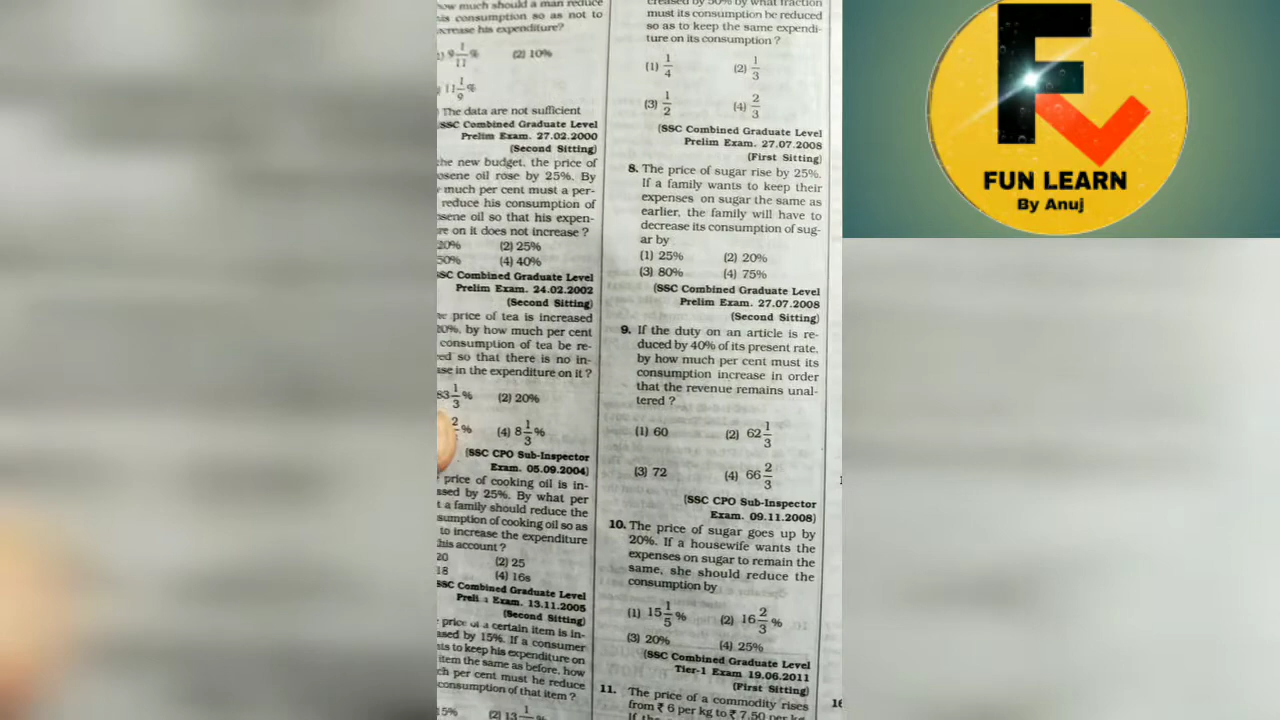 how much should a man reduce
his consumption so as not to
increase his expenditure?
9 1/11 % (2) 10%
11 1/9 %
The data are not sufficient
(SSC Combined Graduate Level
Prelim Exam. 27.02.2000
(Second Sitting)
the new budget, the price of
osene oil rose by 25%. By
much per cent must a per-
reduce his consumption of
osene oil so that his expen-
re on it does not increase ?
20% (2) 25%
50% (4) 40%
SSC Combined Graduate Level
Prelim Exam. 24.02.2002
(Second Sitting)
price of tea is increased
20%, by how much per cent
consumption of tea be re-
ed so that there is no in-
ase in the expenditure on it ?
83 1/3 % (2) 20%
2 % (4) 8 1/3 %
(SSC CPO Sub-Inspector
Exam. 05.09.2004)
price of cooking oil is in-
ased by 25%. By what per
t a family should reduce the
sumption of cooking oil so as
to increase the expenditure
this account ?
20 (2) 25
18 (4) 16s
SSC Combined Graduate Level
Exam. 13.11.2005
(Second Sitting)
price of a certain item is in-
ased by 15%. If a consumer
ts to keep his expenditure on
item the same as before, how
ch per cent must he reduce
consumption of that item ?
15% (2) 13 1 %
creased by 50% by what fraction
must its consumption be reduced
so as to keep the same expendi-
ture on its consumption ?
(1) 1/4 (2) 1/3
(3) 1/2 (4) 2/3
(SSC Combined Graduate Level
Prelim Exam. 27.07.2008
(First Sitting)
8. The price of sugar rise by 25%.
If a family wants to keep their
expenses on sugar the same as
earlier, the family will have to
decrease its consumption of sug-
ar by
(1) 25% (2) 20%
(3) 80% (4) 75%
(SSC Combined Graduate Level
Prelim Exam. 27.07.2008
(Second Sitting)
9. If the duty on an article is re-
duced by 40% of its present rate,
by how much per cent must its
consumption increase in order
that the revenue remains unal-
tered ?
(1) 60 (2) 62 1/3
(3) 72 (4) 66 2/3
(SSC CPO Sub-Inspector
Exam. 09.11.2008)
10. The price of sugar goes up by
20%. If a housewife wants the
expenses on sugar to remain the
same, she should reduce the
consumption by
(1) 15 1/5 % (2) 16 2/3 %
(3) 20% (4) 25%
(SSC Combined Graduate Level
Tier-1 Exam 19.06.2011
(First Sitting)
11. The price of a commodity rises
from ₹ 6 per kg to ₹ 7.50 per kg.
16
FUN LEARN
By Anuj